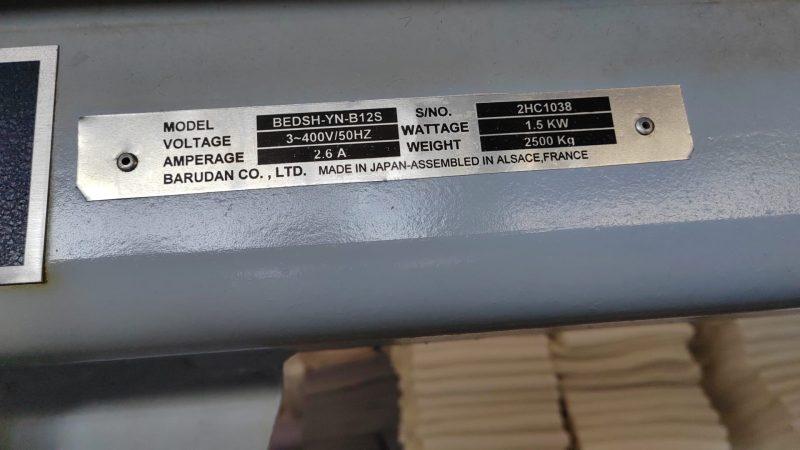 MODEL BEDSH-YN-B12S S/NO. 2HC1038
VOLTAGE 3~400V/50HZ WATTAGE 1.5 KW
AMPERAGE 2.6 A WEIGHT 2500 Kg
BARUDAN CO., LTD. MADE IN JAPAN-ASSEMBLED IN ALSACE,FRANCE